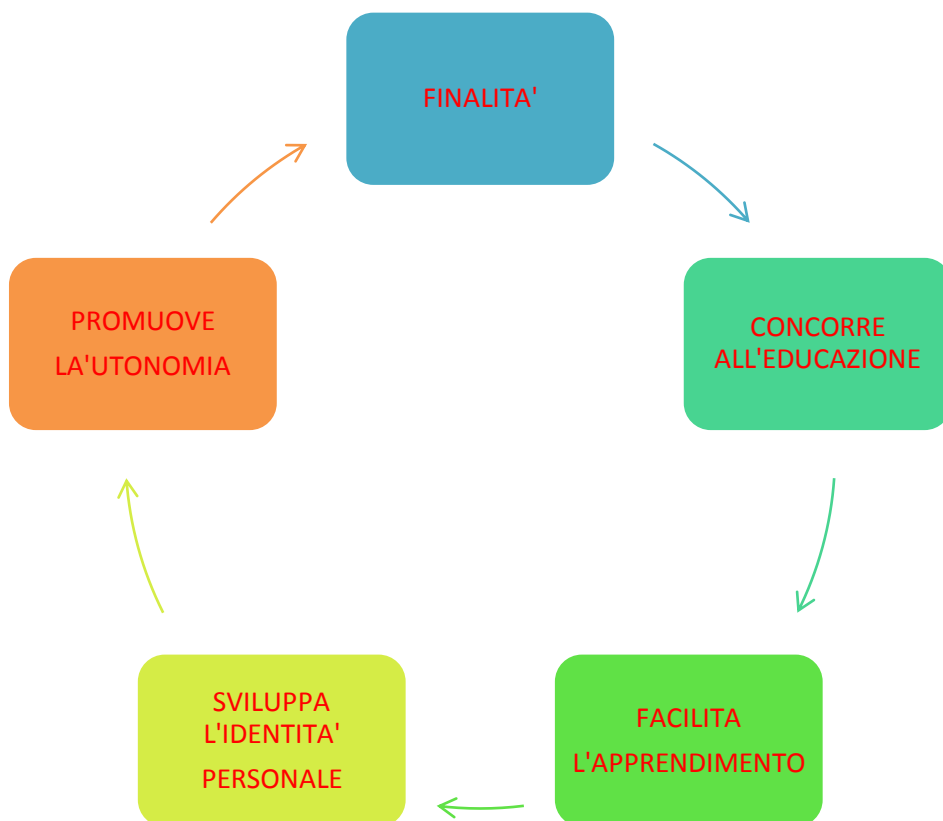 FINALITA'
CONCORRE
ALL'EDUCAZIONE
FACILITA
L'APPRENDIMENTO
SVILUPPA
L'IDENTITA'
PERSONALE
PROMUOVE
LA'UTONOMIA